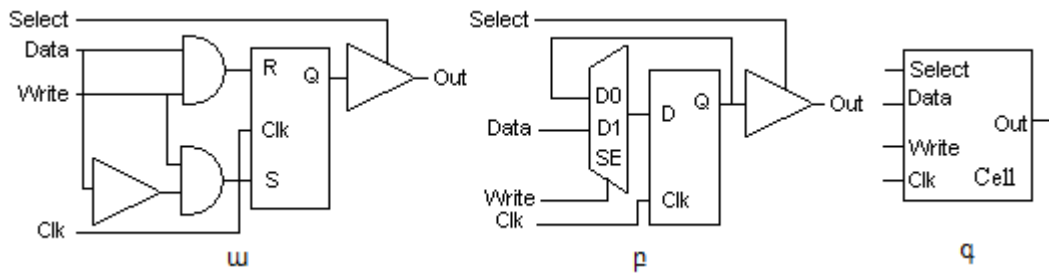 Select
Data
Write
R
Q
Clk
S
Out
Clk
ա
Select
D0
D1
SE
Data
Write
Clk
D
Q
Clk
Out
բ
Select
Data
Out
Write
Clk
Cell
գ